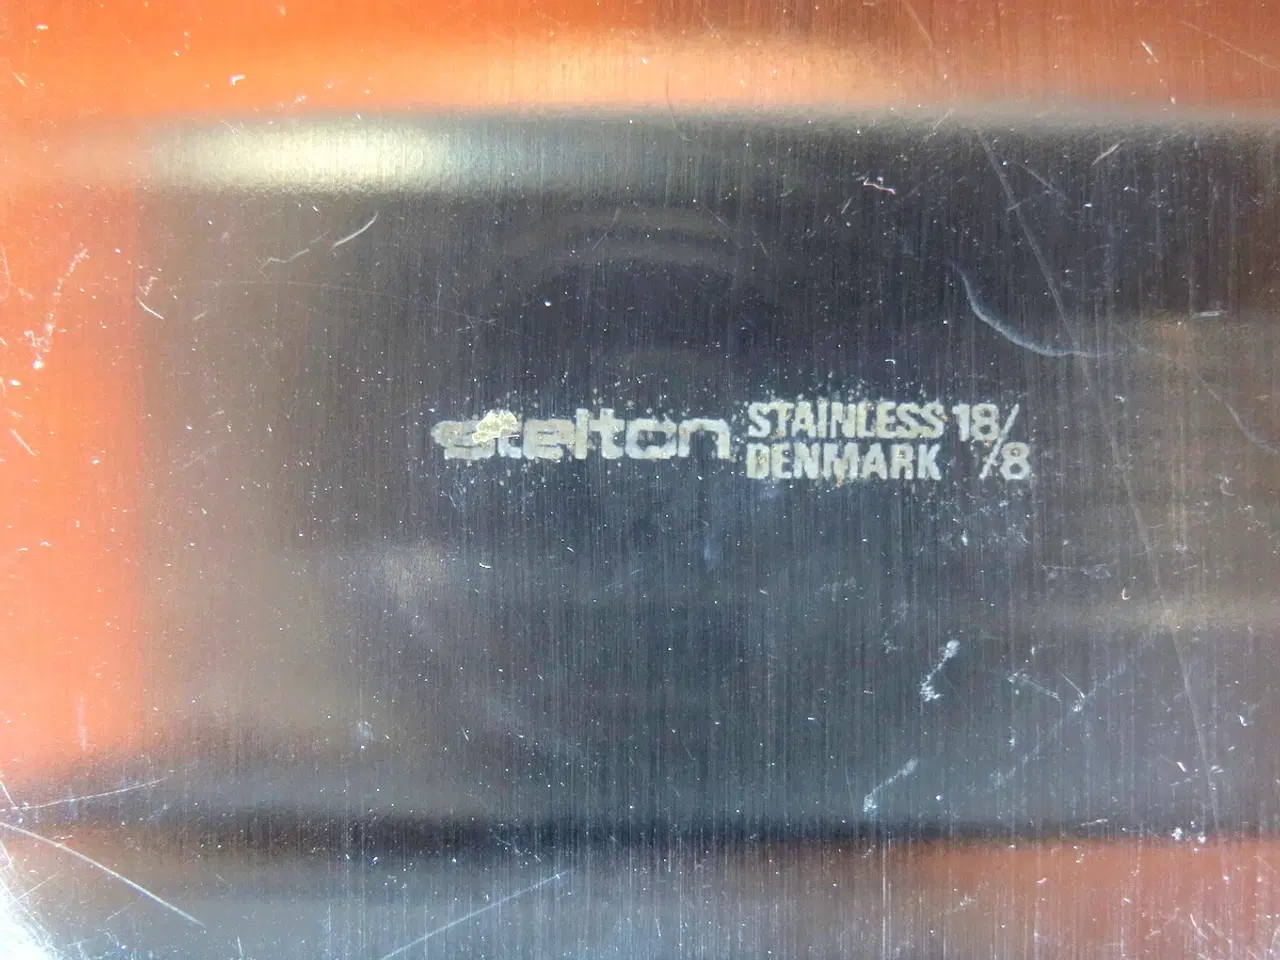 stelton STAINLESS 18/
DENMARK /8